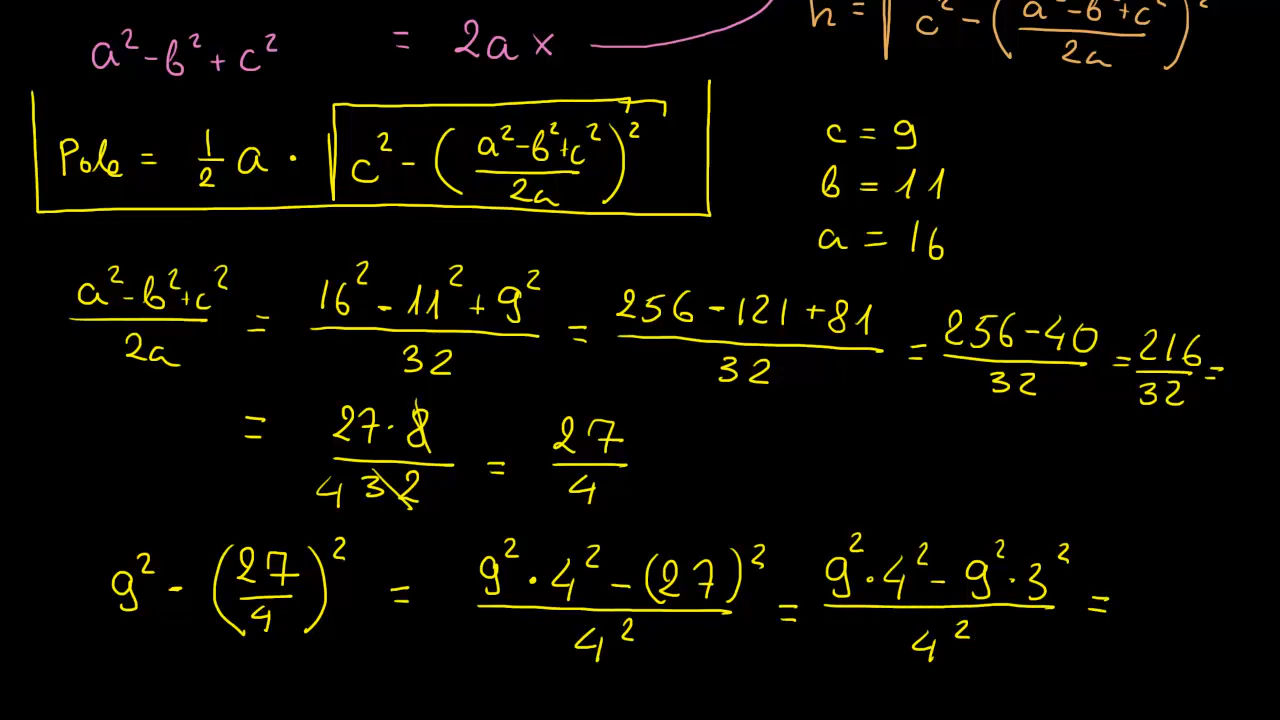 h = √(c² - ((a² - b² + c²)/2a)²)
a² - b² + c² = 2ax
Pole = 1/2 a · √(c² - ((a² - b² + c²)/2a)²)
c = 9
b = 11
a = 16
(a² - b² + c²)/2a = (16² - 11² + 9²)/32 = (256 - 121 + 81)/32 = (256 - 40)/32 = 216/32 =
= (27 · 8)/(4 32) = 27/4
9² - (27/4)² = (9² · 4² - (27)²)/4² = (9² · 4² - 9² · 3²)/4² =